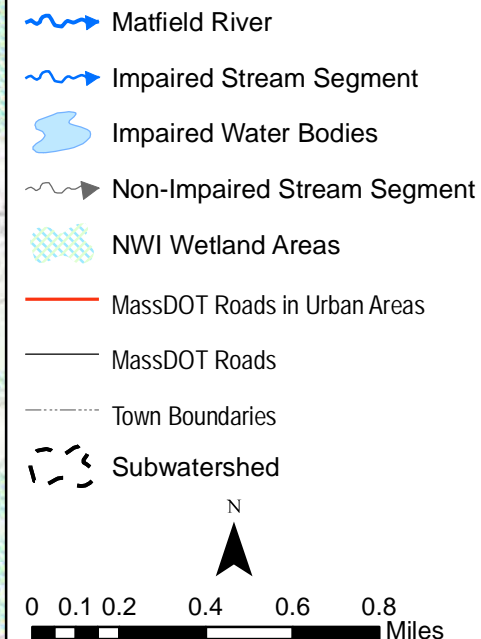 Matfield River
Impaired Stream Segment
Impaired Water Bodies
Non-Impaired Stream Segment
NWI Wetland Areas
MassDOT Roads in Urban Areas
MassDOT Roads
Town Boundaries
Subwatershed
N
0 0.1 0.2 0.4 0.6 0.8
Miles